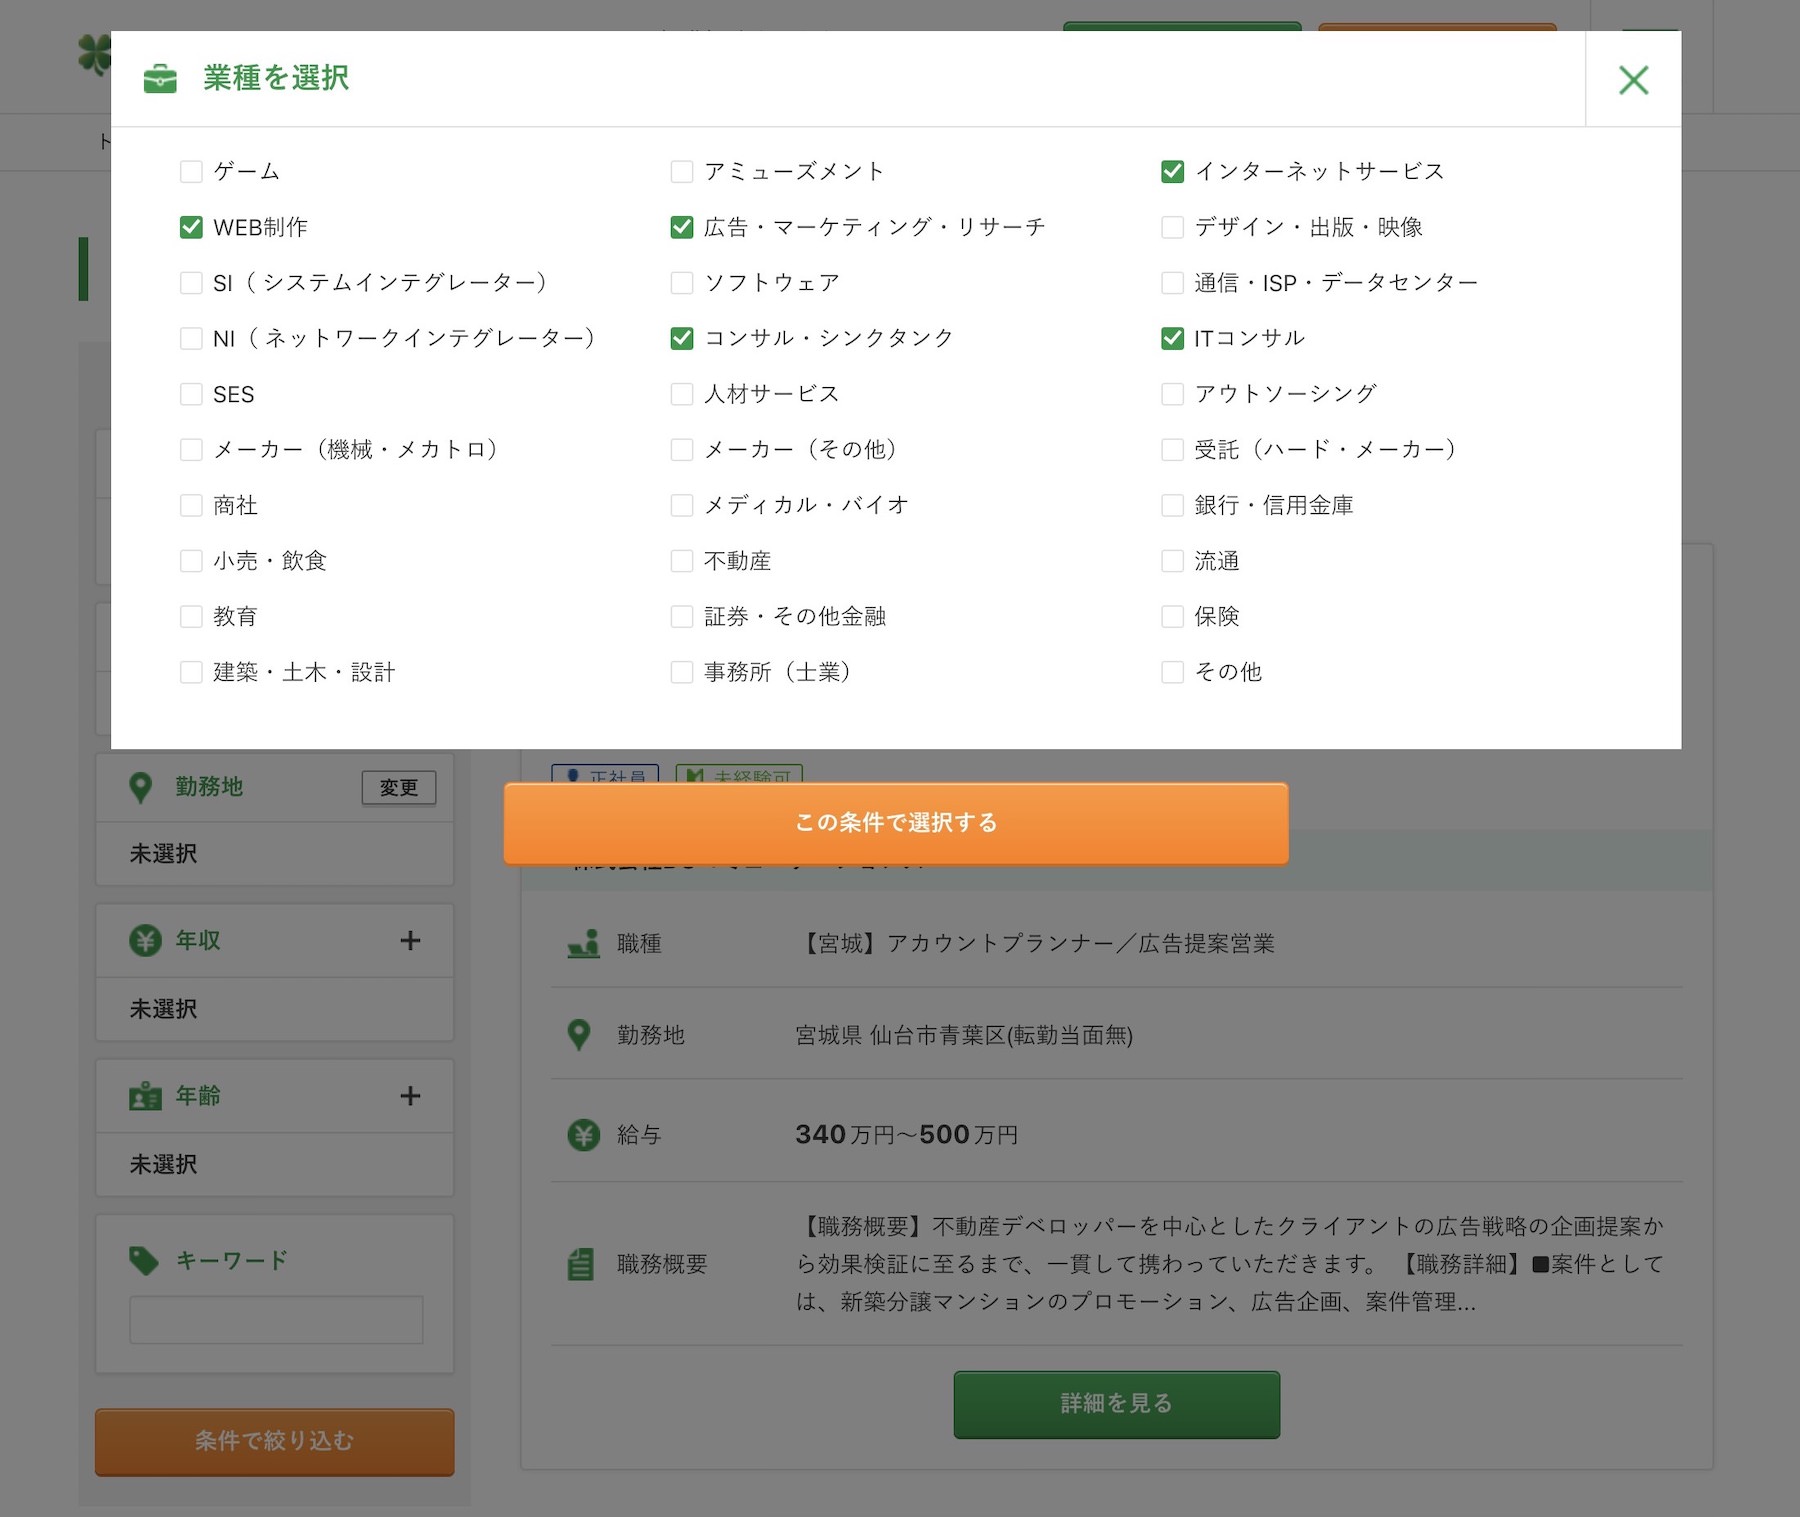 業種を選択
ト
ゲーム
アミューズメント
インターネットサービス
WEB制作
広告・マーケティング・リサーチ
デザイン・出版・映像
SI（システムインテグレーター）
ソフトウェア
通信・ISP・データセンター
NI（ネットワークインテグレーター）
コンサル・シンクタンク
ITコンサル
SES
人材サービス
アウトソーシング
メーカー（機械・メカトロ）
メーカー（その他）
受託（ハード・メーカー）
商社
メディカル・バイオ
銀行・信用金庫
小売・飲食
不動産
流通
教育
証券・その他金融
保険
建築・土木・設計
事務所（士業）
その他
正社員
未経験可
この条件で選択する
勤務地
変更
未選択
年収
+
未選択
年齢
+
未選択
キーワード
条件で絞り込む
職種
【宮城】アカウントプランナー／広告提案営業
勤務地
宮城県 仙台市青葉区(転勤当面無)
給与
340万円～500万円
職務概要
【職務概要】不動産デベロッパーを中心としたクライアントの広告戦略の企画提案か
ら効果検証に至るまで、一貫して携わっていただきます。 【職務詳細】■案件として
は、新築分譲マンションのプロモーション、広告企画、案件管理...
詳細を見る